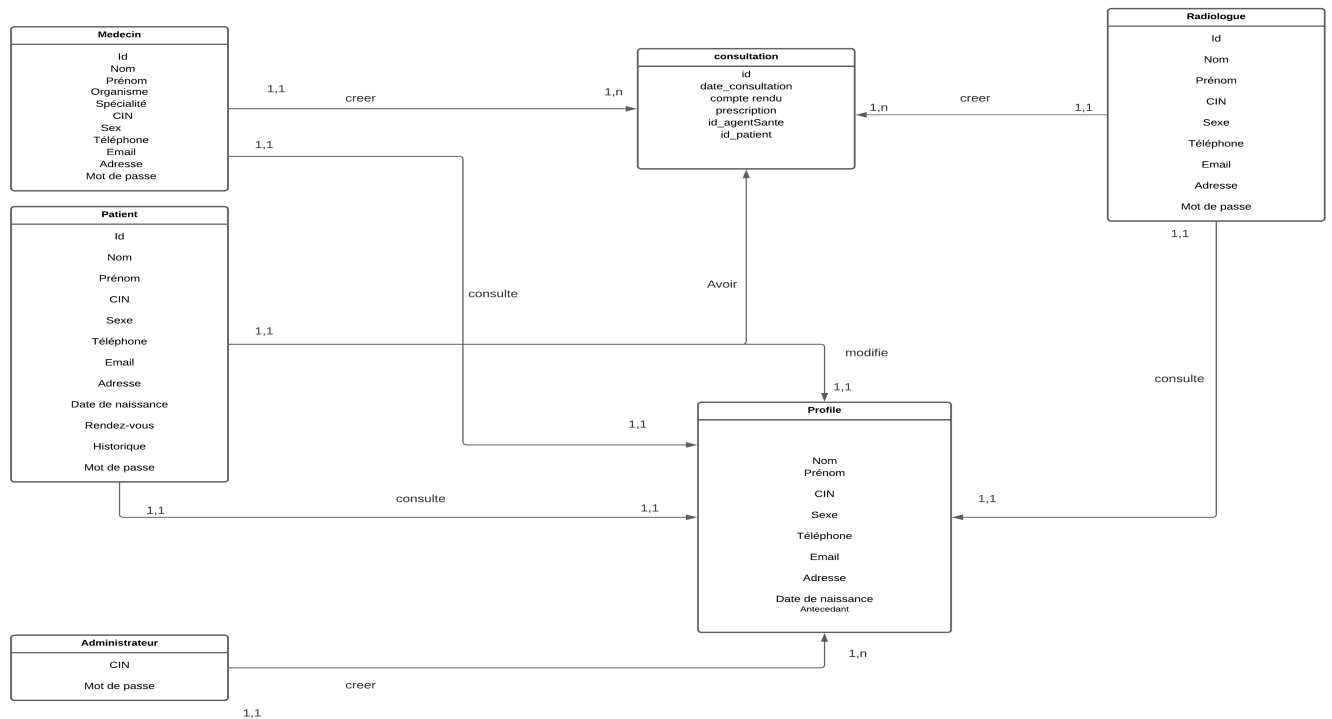 Medecin
Id
Nom
Prénom
Organisme
Spécialité
CIN
Sex
Téléphone
Email
Adresse
Mot de passe
1,1
creer
1,n
1,1
consultation
id
date_consultation
compte rendu
prescription
id_agentSante
id_patient
1,n
creer
1,1
Radiologue
Id
Nom
Prénom
CIN
Sexe
Téléphone
Email
Adresse
Mot de passe
1,1
Patient
Id
Nom
Prénom
CIN
Sexe
Téléphone
Email
Adresse
Date de naissance
Rendez-vous
Historique
Mot de passe
consulte
Avoir
1,1
modifie
1,1
consulte
1,1
consulte
1,1
1,1
1,1
Profile
Nom
Prénom
CIN
Sexe
Téléphone
Email
Adresse
Date de naissance
Antecedant
Administrateur
CIN
Mot de passe
1,n
creer
1,1